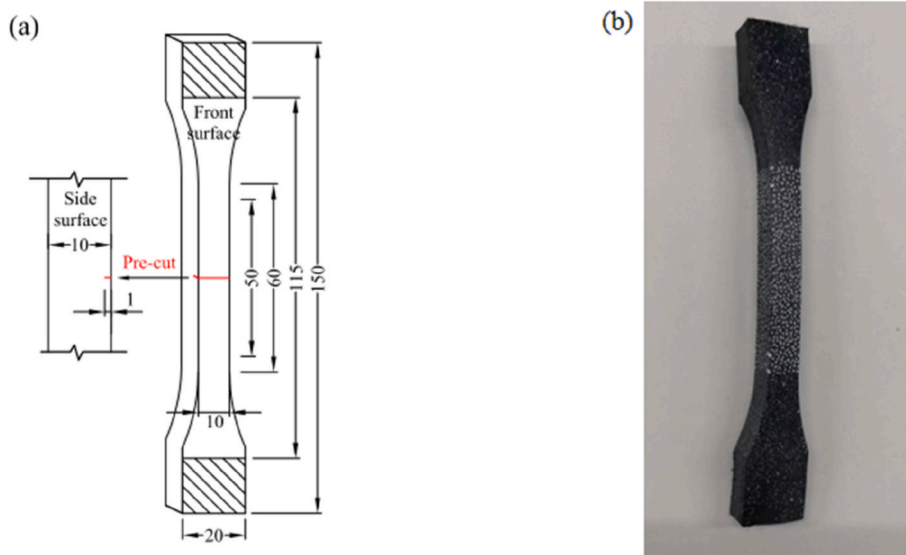 (a)
(b)
Front
surface
Side
surface
10
Pre-cut
1
50
60
115
150
10
20